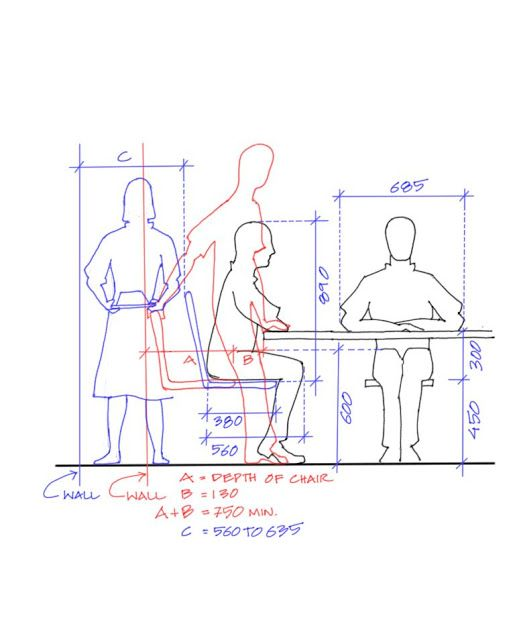 C
685
890
A
B
300
600
450
380
560
WALL
WALL
A = DEPTH OF CHAIR
B = 130
A+B = 750 MIN.
C = 560 TO 635